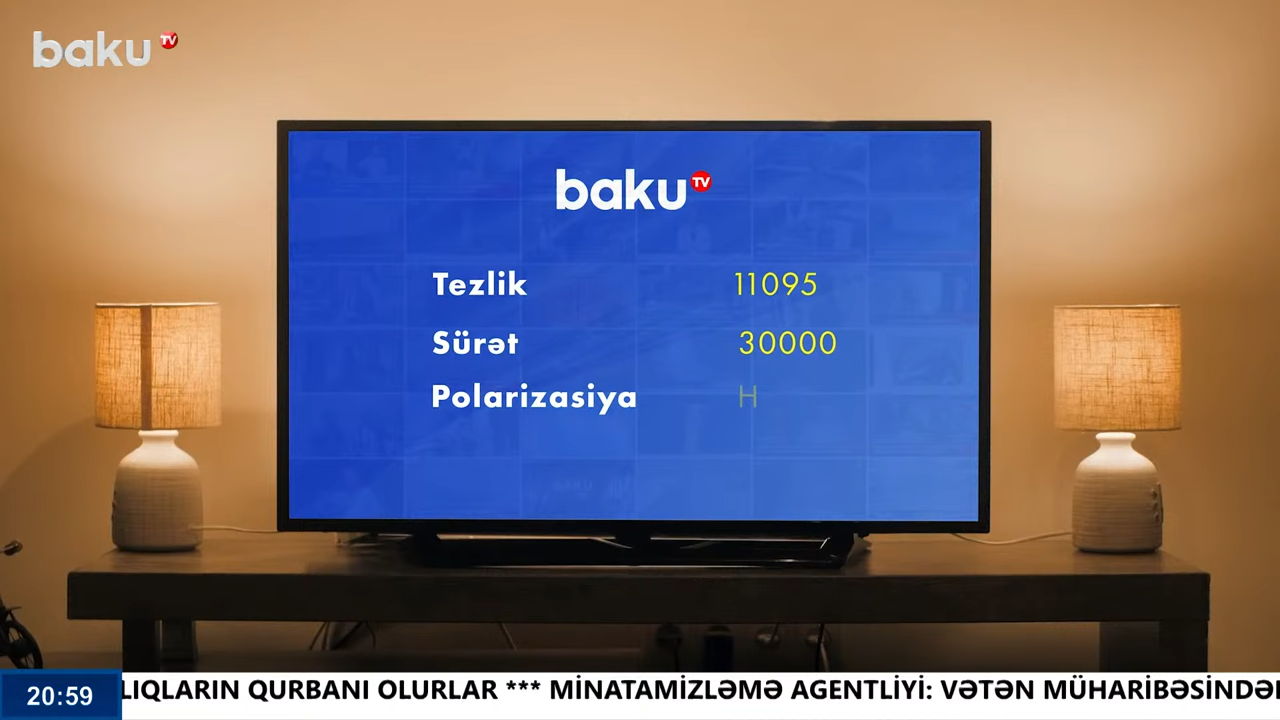 baku TV
baku TV
Tezlik 11095
Sürət 30000
Polarizasiya H
20:59
LIQLARIN QURBANI OLURLAR *** MİNATAMİZLƏMƏ AGENTLİYİ: VƏTƏN MÜHARİBƏSİNDƏ